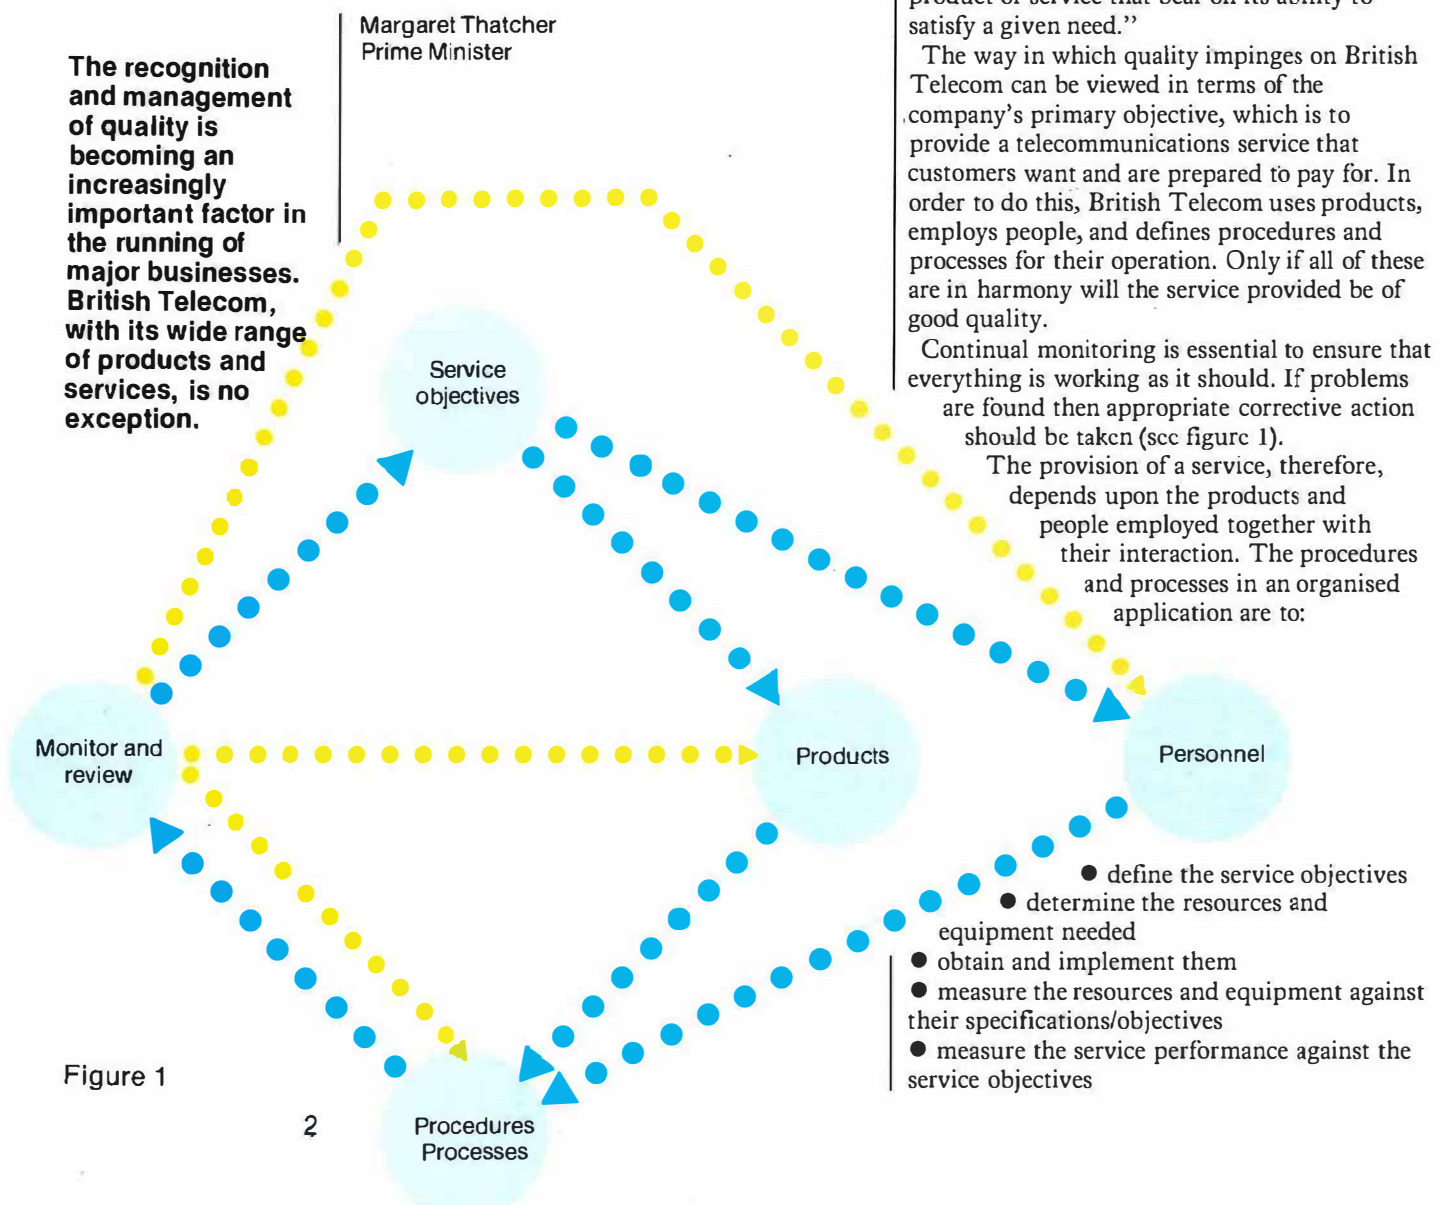 The recognition
and management
of quality is
becoming an
increasingly
important factor in
the running of
major businesses.
British Telecom,
with its wide range
of products and
services, is no
exception.
Margaret Thatcher
Prime Minister
product or service that bear on its ability to
satisfy a given need.”
The way in which quality impinges on British
Telecom can be viewed in terms of the
company's primary objective, which is to
provide a telecommunications service that
customers want and are prepared to pay for. In
order to do this, British Telecom uses products,
employs people, and defines procedures and
processes for their operation. Only if all of these
are in harmony will the service provided be of
good quality.
Continual monitoring is essential to ensure that
everything is working as it should. If problems
are found then appropriate corrective action
should be taken (see figure 1).
The provision of a service, therefore,
depends upon the products and
people employed together with
their interaction. The procedures
and processes in an organised
application are to:
● define the service objectives
● determine the resources and
equipment needed
● obtain and implement them
● measure the resources and equipment against
their specifications/objectives
● measure the service performance against the
service objectives
Service
objectives
Monitor and
review
Products
Personnel
Procedures
Processes
Figure 1
2